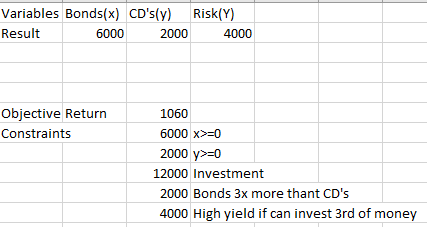 Variables Bonds(x) CD's(y) Risk(Y)
Result 6000 2000 4000
Objective Return 1060
Constraints 6000 x>=0
2000 y>=0
12000 Investment
2000 Bonds 3x more thant CD's
4000 High yield if can invest 3rd of money